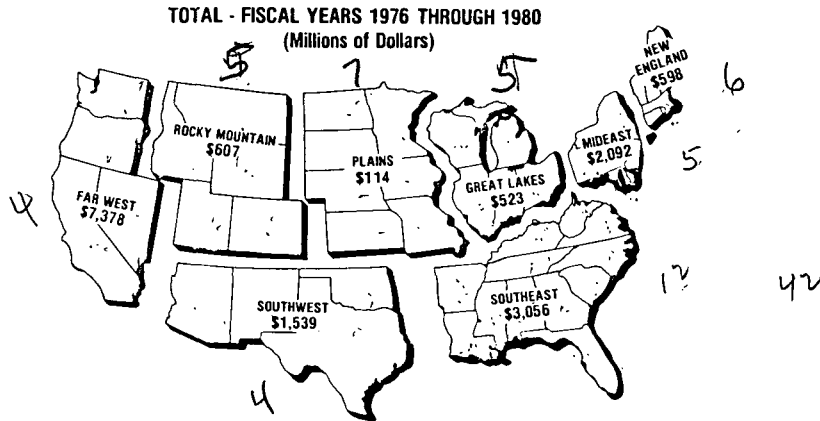 TOTAL - FISCAL YEARS 1976 THROUGH 1980
(Millions of Dollars)
5
7
5
NEW
ENGLAND
$598
6
ROCKY MOUNTAIN
$607
PLAINS
$114
MIDEAST
$2,092
5
GREAT LAKES
$523
4
FAR WEST
$7,378
SOUTHWEST
$1,539
SOUTHEAST
$3,056
12
42
4